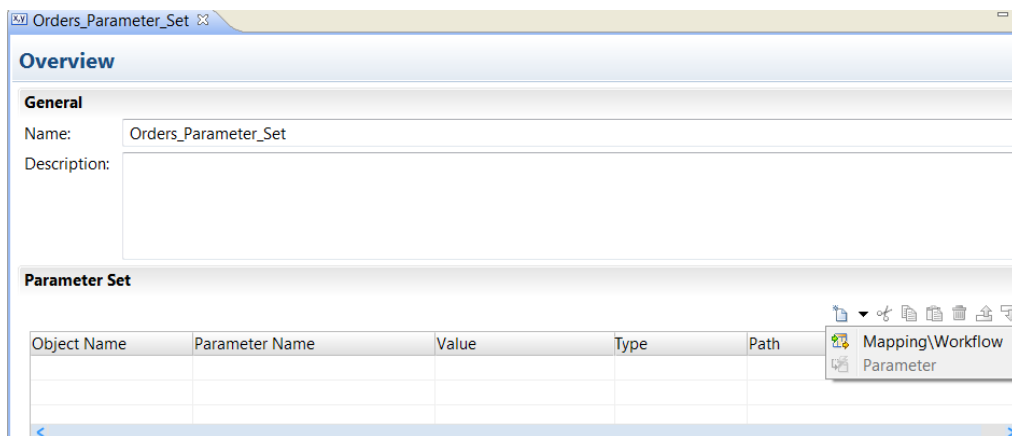 x,y Orders_Parameter_Set
Overview
General
Name: Orders_Parameter_Set
Description:
Parameter Set
Object Name Parameter Name Value Type Path
Mapping\Workflow
Parameter